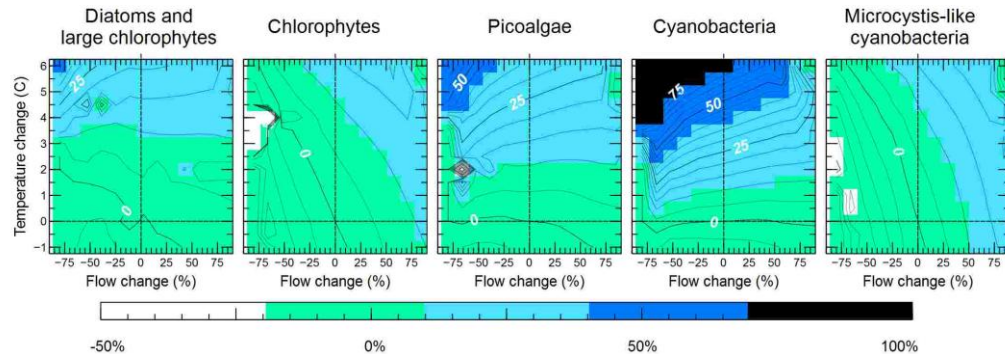 Diatoms and
large chlorophytes
Chlorophytes
Picoalgae
Cyanobacteria
Microcystis-like
cyanobacteria
Temperature change (C)
6
5
4
3
2
1
0
−1
25
0
0
50
25
0
75
50
25
0
0
−75 −50 −25 0 25 50 75
−75 −50 −25 0 25 50 75
−75 −50 −25 0 25 50 75
−75 −50 −25 0 25 50 75
−75 −50 −25 0 25 50 75
Flow change (%)
Flow change (%)
Flow change (%)
Flow change (%)
Flow change (%)
-50% 0% 50% 100%